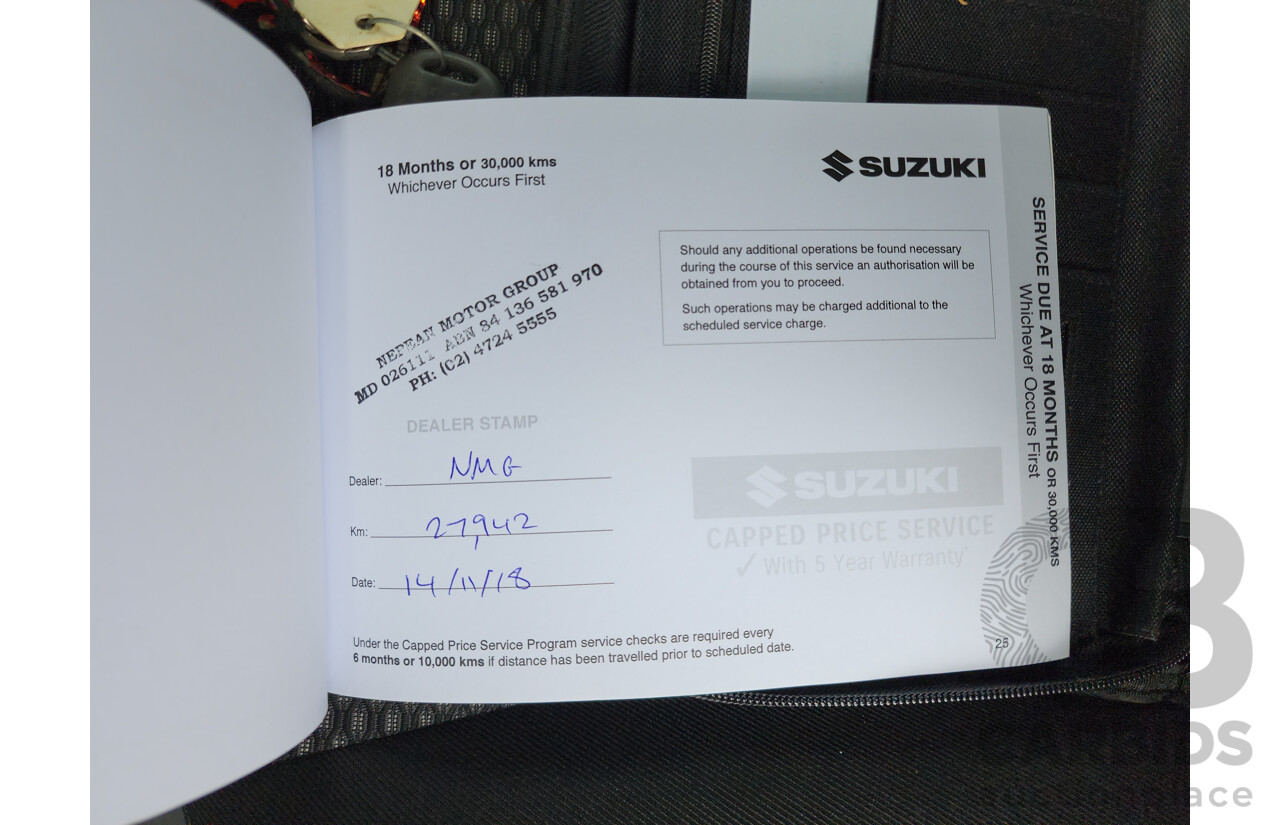 18 Months or 30,000 kms
Whichever Occurs First
SUZUKI
Should any additional operations be found necessary
during the course of this service an authorisation will be
obtained from you to proceed.
Such operations may be charged additional to the
scheduled service charge.
NEPEAN MOTOR GROUP
MD 026111 ABN 84 136 581 970
PH: (02) 4724 5555
DEALER STAMP
Dealer: NMG
Km: 27,942
Date: 14/11/18
SUZUKI
CAPPED PRICE SERVICE
✓ With 5 Year Warranty*
Under the Capped Price Service Program service checks are required every
6 months or 10,000 kms if distance has been travelled prior to scheduled date.
25
SERVICE DUE AT 18 MONTHS OR 30,000 KMS
Whichever Occurs First